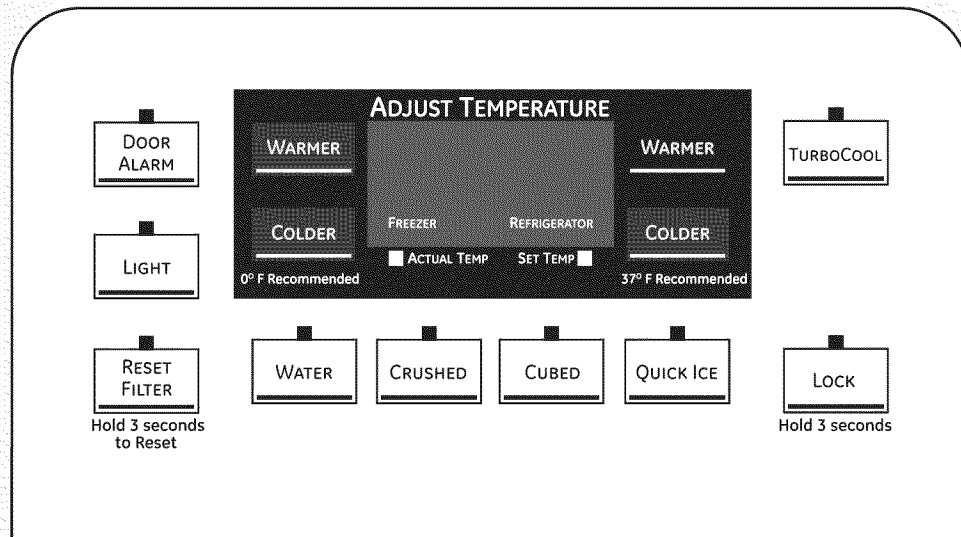 ADJUST TEMPERATURE
DOOR
ALARM
WARMER
WARMER
TURBOCOOL
FREEZER
REFRIGERATOR
COLDER
COLDER
LIGHT
ACTUAL TEMP
SET TEMP
0° F Recommended
37° F Recommended
RESET
FILTER
WATER
CRUSHED
CUBED
QUICK ICE
LOCK
Hold 3 seconds
to Reset
Hold 3 seconds